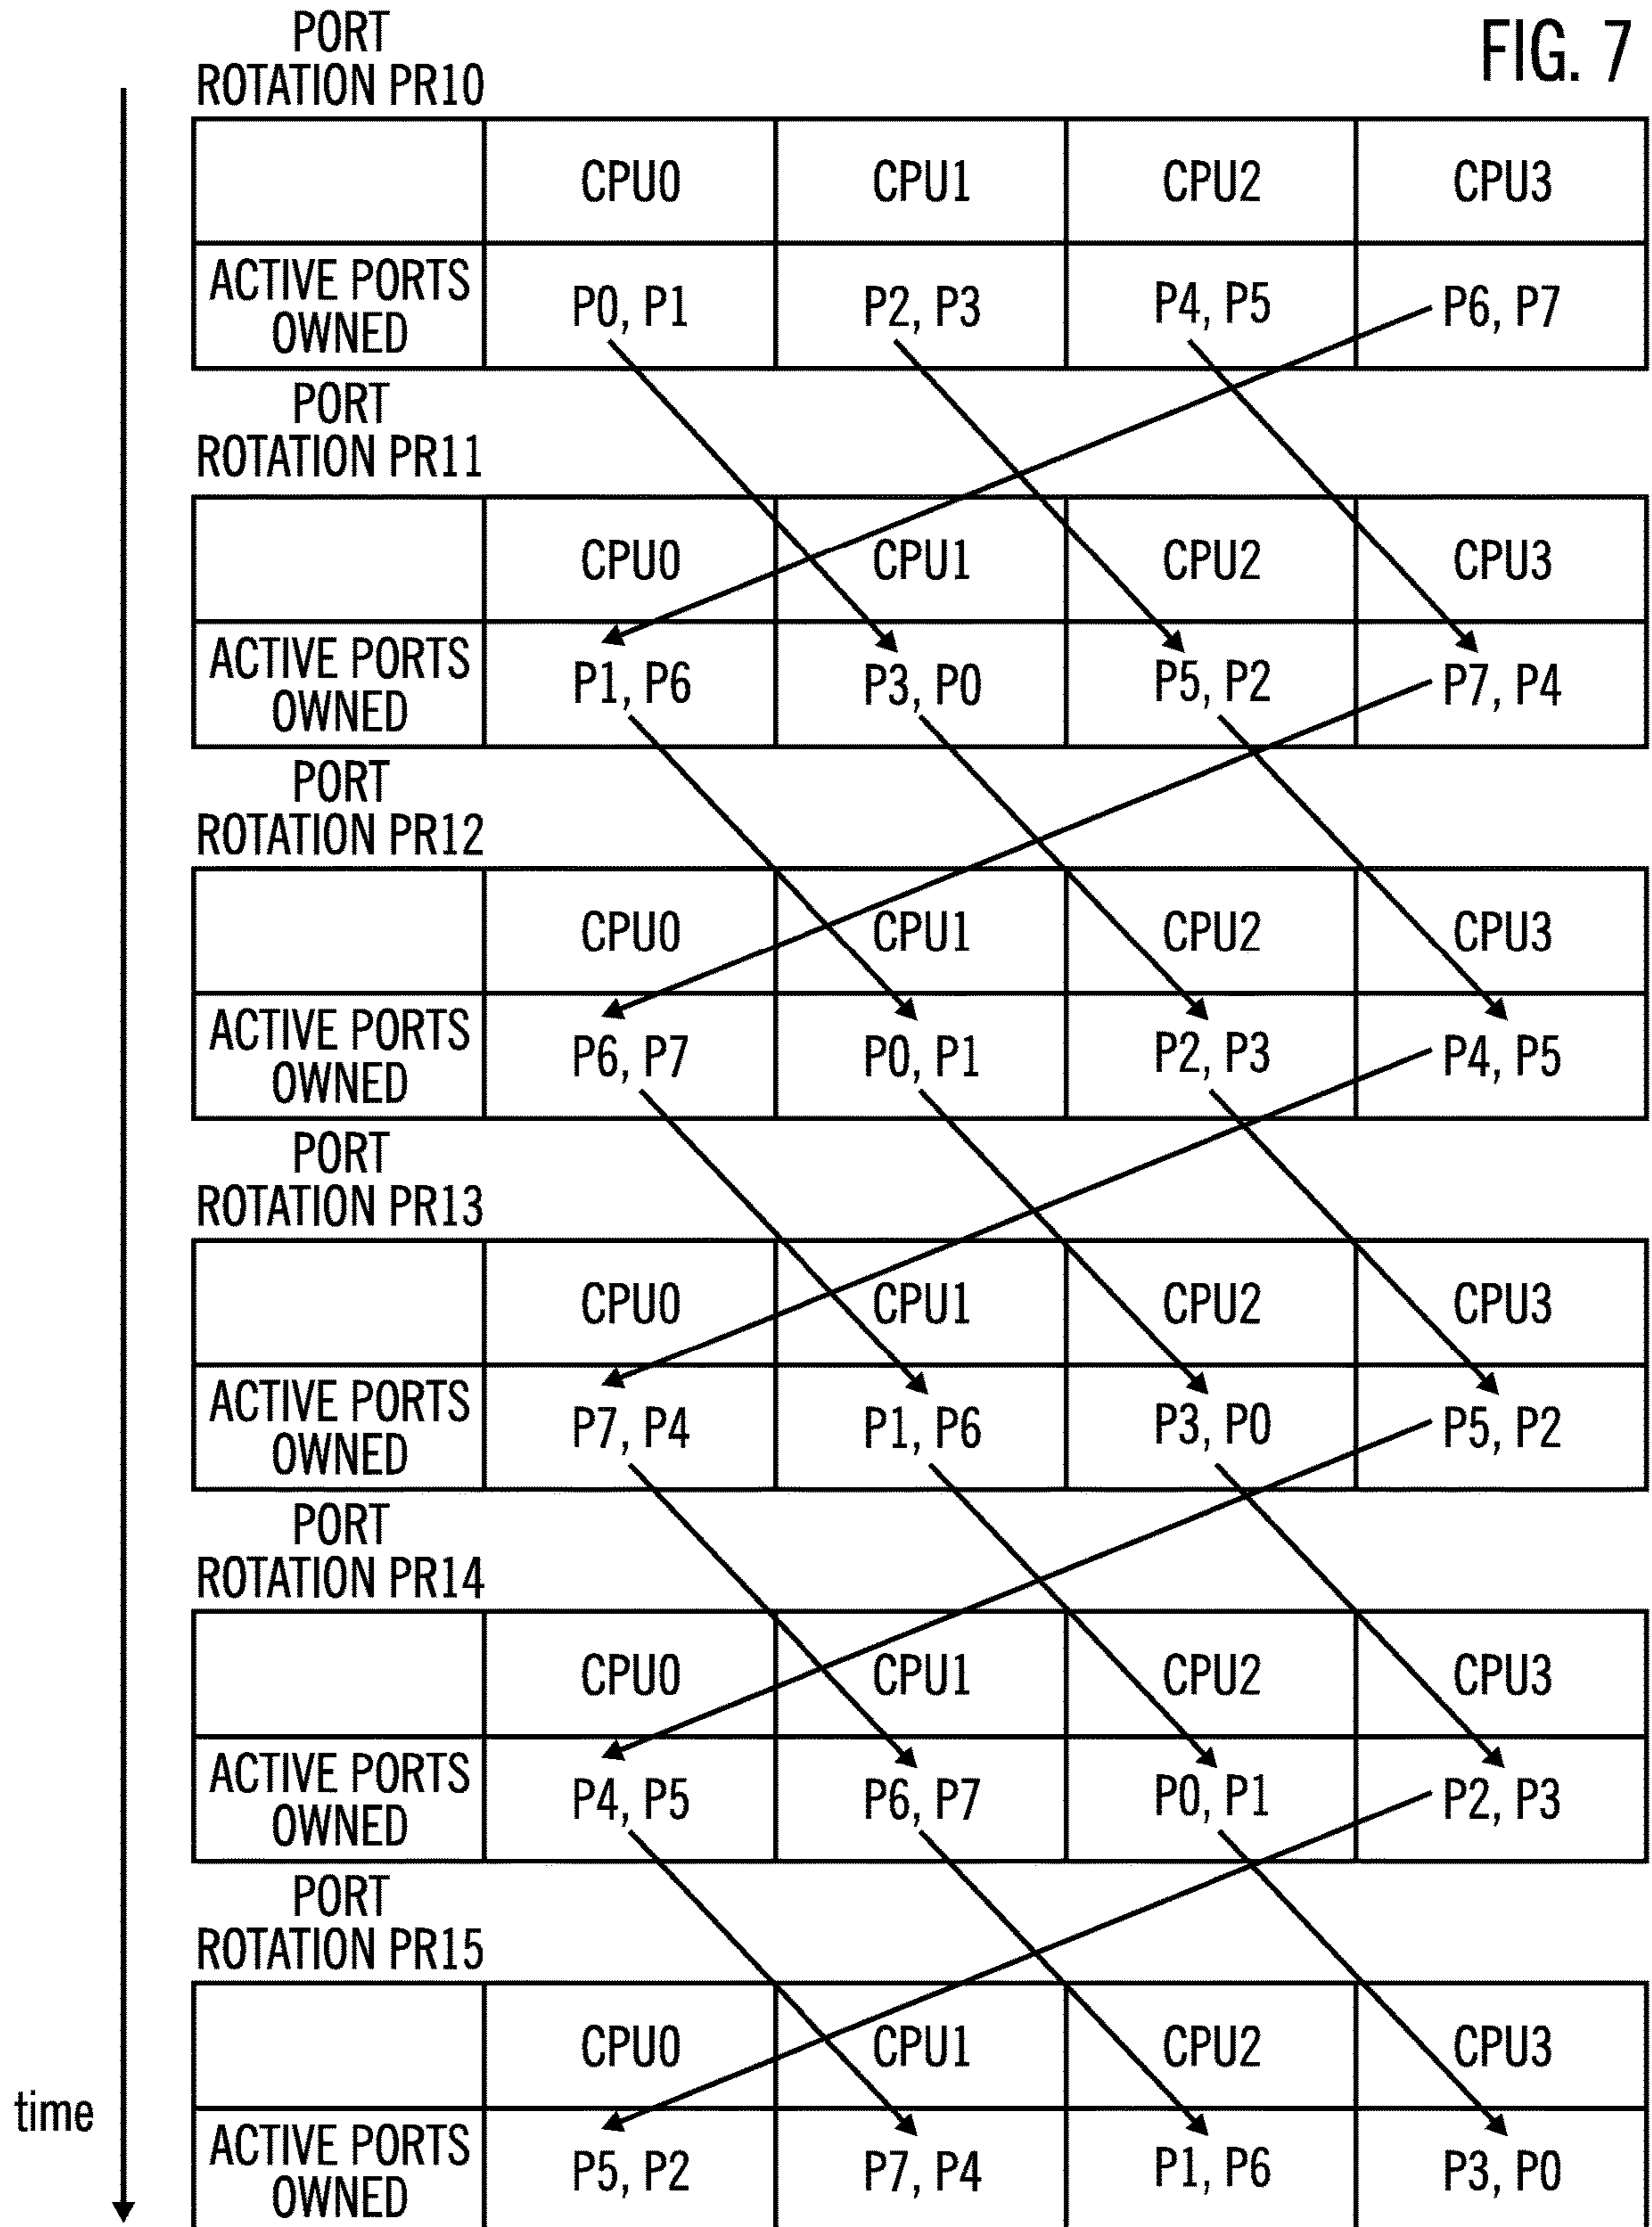 FIG. 7
PORT
ROTATION PR10
CPU0 CPU1 CPU2 CPU3
ACTIVE PORTS
OWNED
P0, P1 P2, P3 P4, P5 P6, P7
PORT
ROTATION PR11
CPU0 CPU1 CPU2 CPU3
ACTIVE PORTS
OWNED
P1, P6 P3, P0 P5, P2 P7, P4
PORT
ROTATION PR12
CPU0 CPU1 CPU2 CPU3
ACTIVE PORTS
OWNED
P6, P7 P0, P1 P2, P3 P4, P5
PORT
ROTATION PR13
CPU0 CPU1 CPU2 CPU3
ACTIVE PORTS
OWNED
P7, P4 P1, P6 P3, P0 P5, P2
PORT
ROTATION PR14
CPU0 CPU1 CPU2 CPU3
ACTIVE PORTS
OWNED
P4, P5 P6, P7 P0, P1 P2, P3
PORT
ROTATION PR15
CPU0 CPU1 CPU2 CPU3
time
ACTIVE PORTS
OWNED
P5, P2 P7, P4 P1, P6 P3, P0